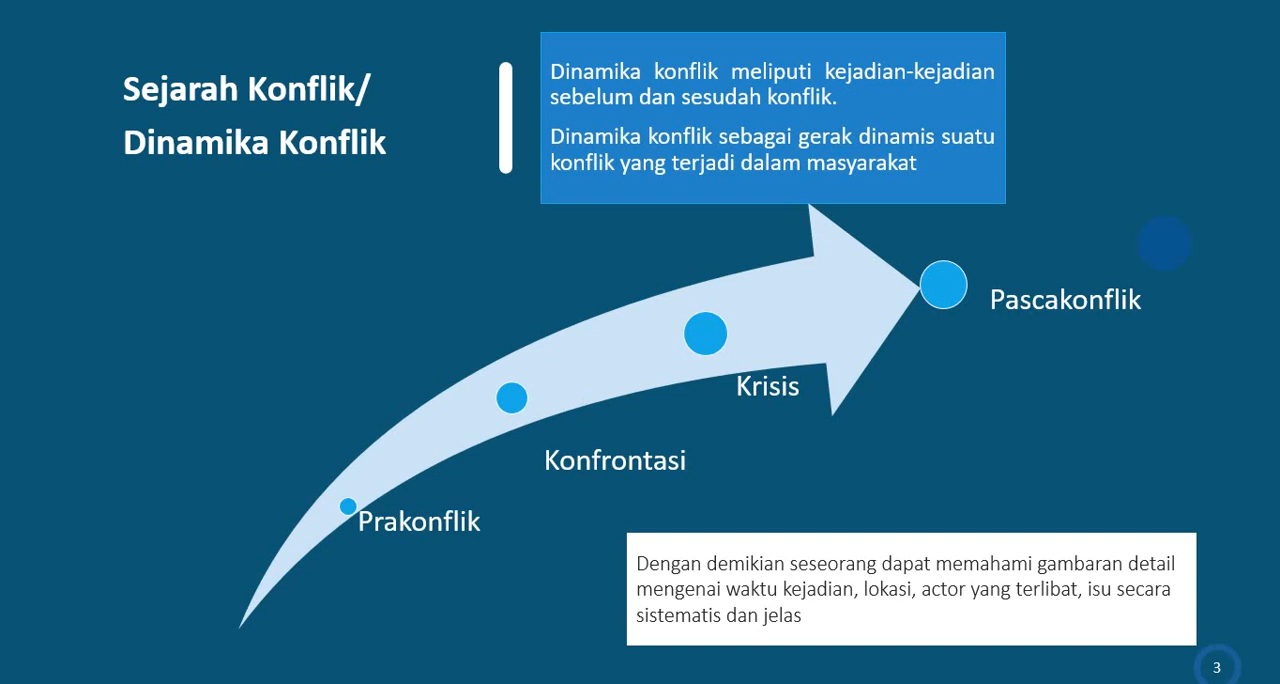 Sejarah Konflik/
Dinamika Konflik
Dinamika konflik meliputi kejadian-kejadian
sebelum dan sesudah konflik.
Dinamika konflik sebagai gerak dinamis suatu
konflik yang terjadi dalam masyarakat
Pascakonflik
Krisis
Konfrontasi
Prakonflik
Dengan demikian seseorang dapat memahami gambaran detail
mengenai waktu kejadian, lokasi, actor yang terlibat, isu secara
sistematis dan jelas
3